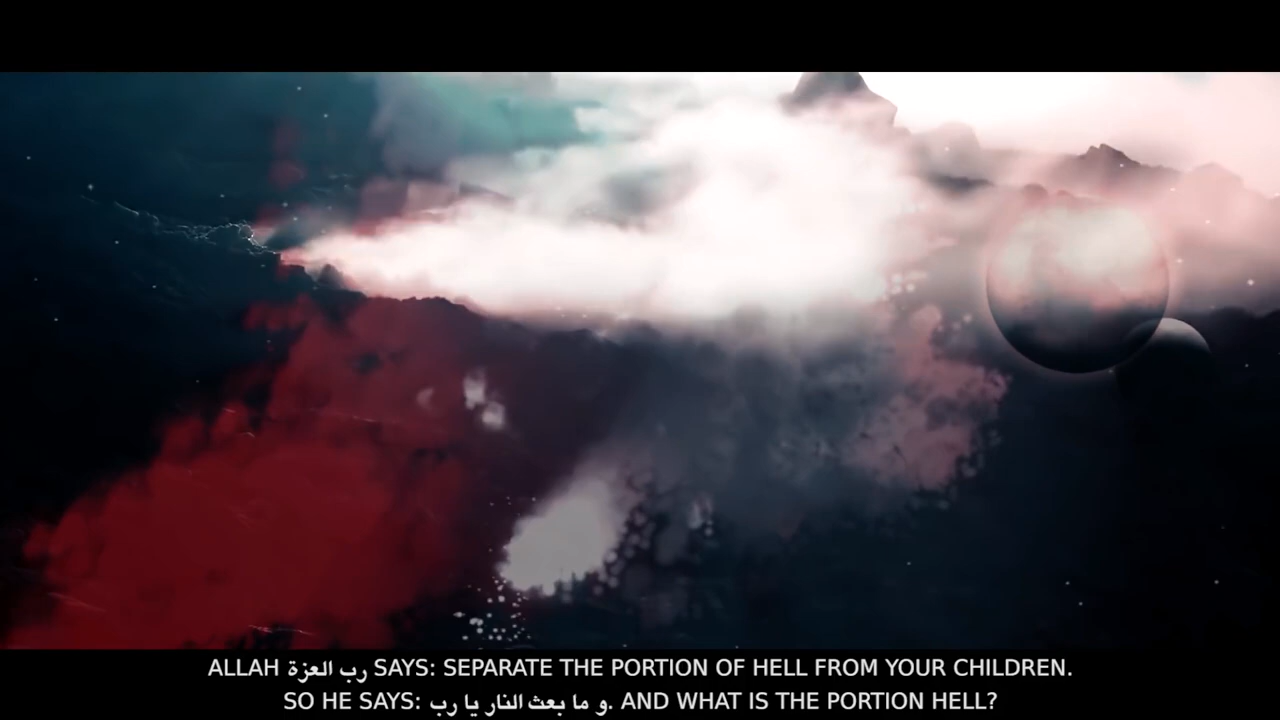 ALLAH رب العزة SAYS: SEPARATE THE PORTION OF HELL FROM YOUR CHILDREN.
SO HE SAYS: و ما بعث النار يا رب. AND WHAT IS THE PORTION HELL?